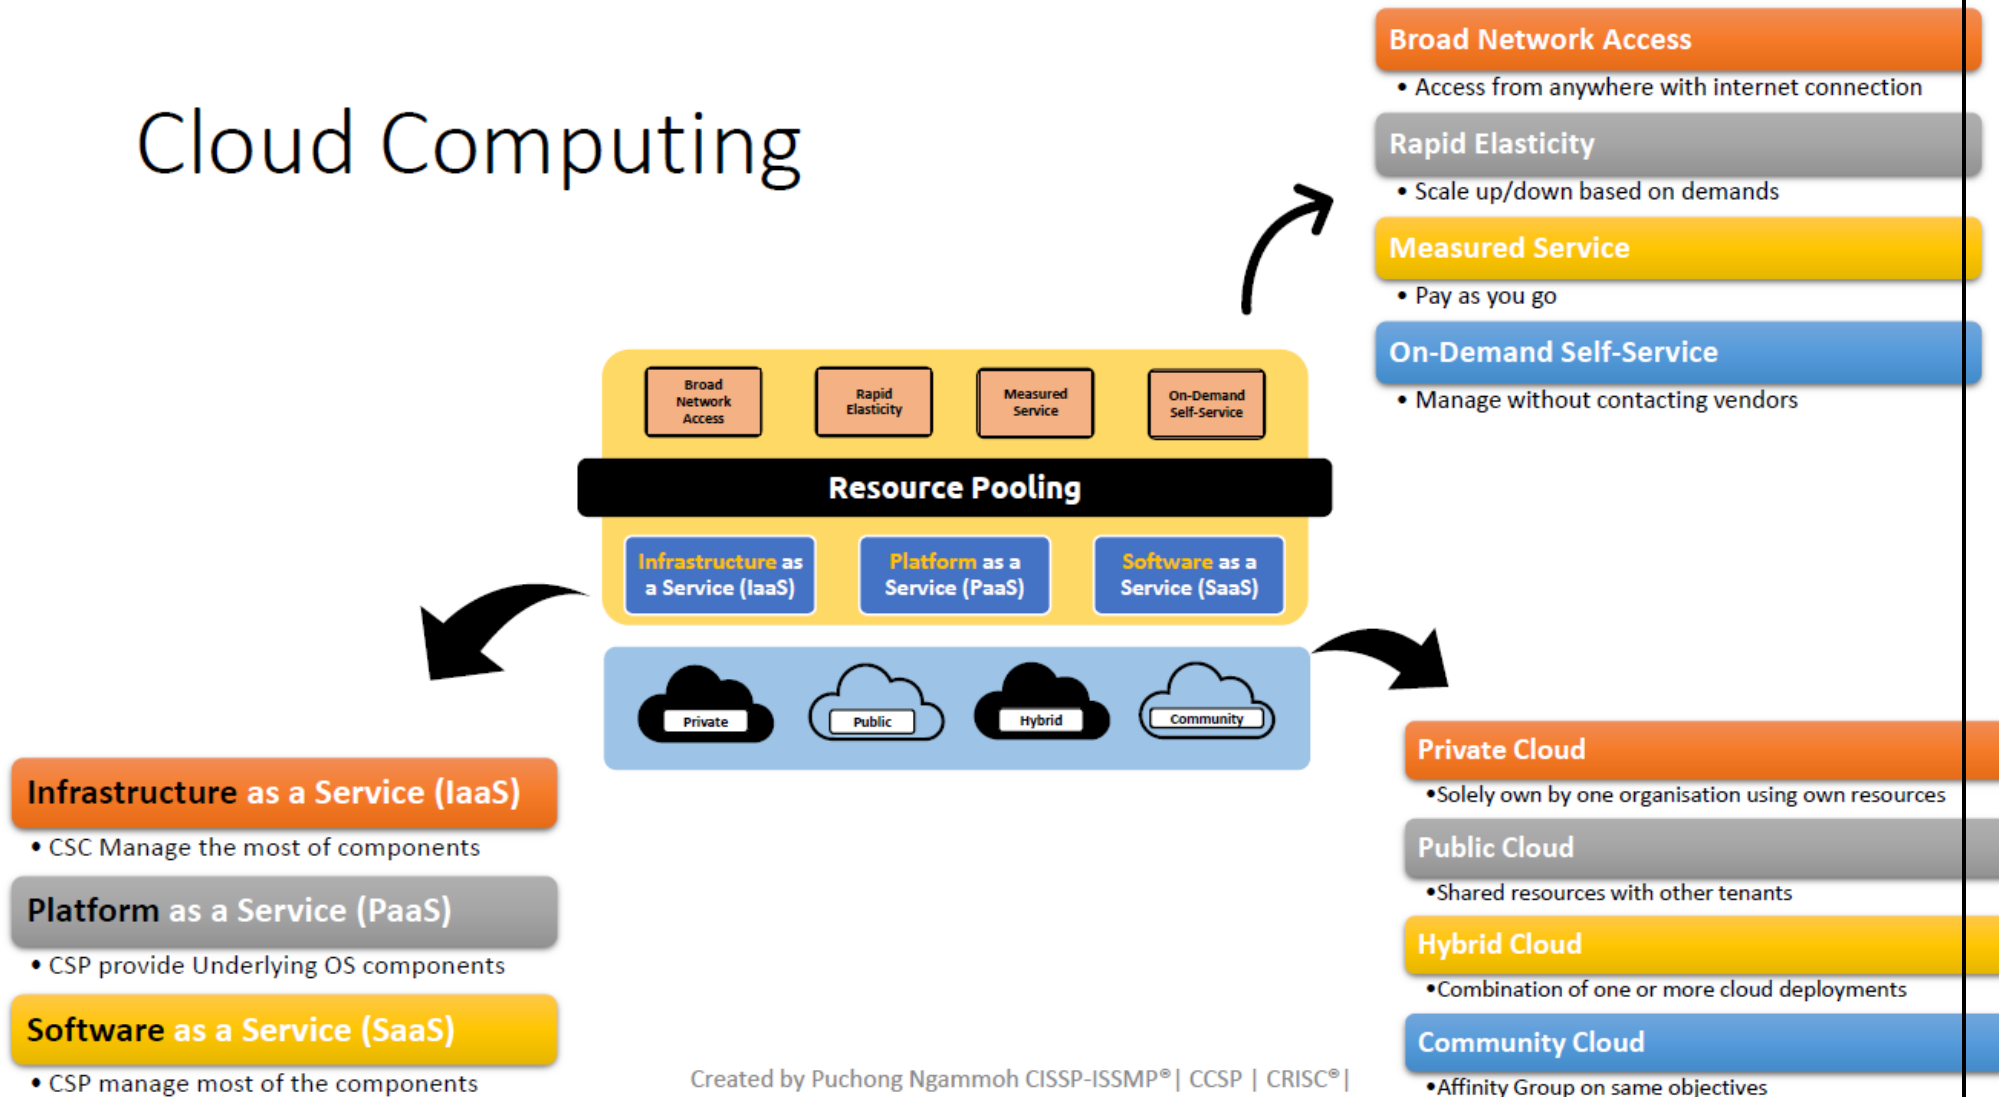 Cloud Computing
Broad Network Access
• Access from anywhere with internet connection
Rapid Elasticity
• Scale up/down based on demands
Measured Service
• Pay as you go
On-Demand Self-Service
• Manage without contacting vendors
Broad
Network
Access
Rapid
Elasticity
Measured
Service
On-Demand
Self-Service
Resource Pooling
Infrastructure as
a Service (IaaS)
Platform as a
Service (PaaS)
Software as a
Service (SaaS)
Private
Public
Hybrid
Community
Infrastructure as a Service (IaaS)
• CSC Manage the most of components
Platform as a Service (PaaS)
• CSP provide Underlying OS components
Software as a Service (SaaS)
• CSP manage most of the components
Private Cloud
•Solely own by one organisation using own resources
Public Cloud
•Shared resources with other tenants
Hybrid Cloud
•Combination of one or more cloud deployments
Community Cloud
•Affinity Group on same objectives
Created by Puchong Ngammoh CISSP-ISSMP®| CCSP | CRISC®|